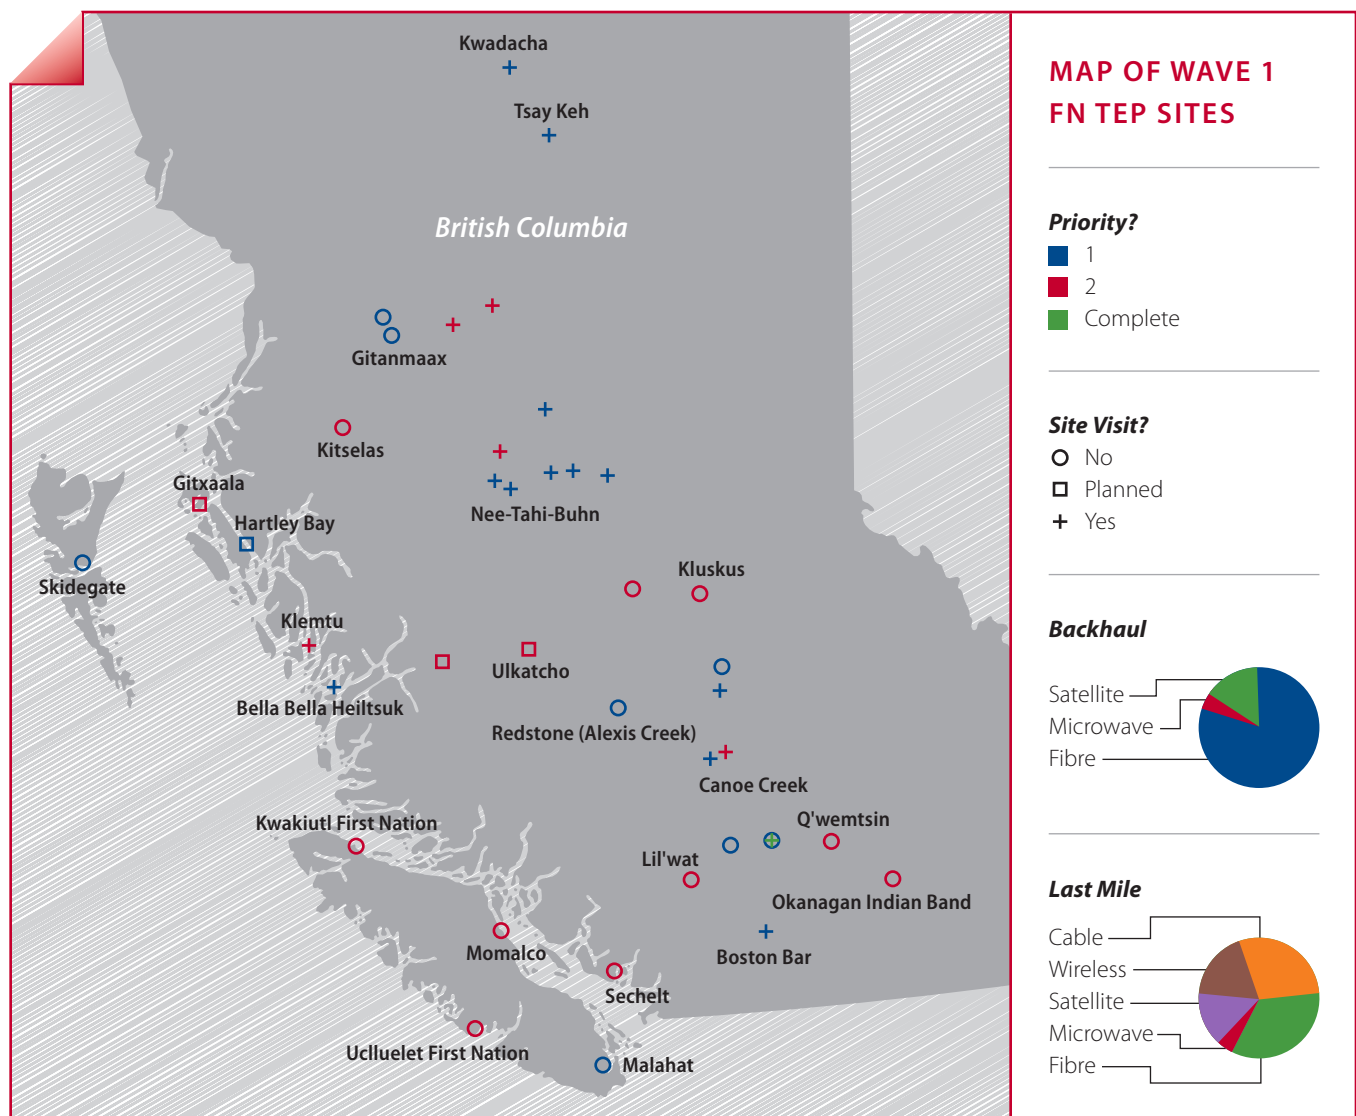 Kwadacha
Tsay Keh
British Columbia
Gitanmaax
Kitselas
Gitxaala
Hartley Bay
Nee-Tahi-Buhn
Skidegate
Kluskus
Klemtu
Ulkatcho
Bella Bella Heiltsuk
Redstone (Alexis Creek)
Canoe Creek
Kwakiutl First Nation
Q'wemtsin
Lil'wat
Okanagan Indian Band
Momalco
Boston Bar
Sechelt
Uclluelet First Nation
Malahat
MAP OF WAVE 1
FN TEP SITES
Priority?
1
2
Complete
Site Visit?
No
Planned
Yes
Backhaul
Satellite
Microwave
Fibre
Last Mile
Cable
Wireless
Satellite
Microwave
Fibre